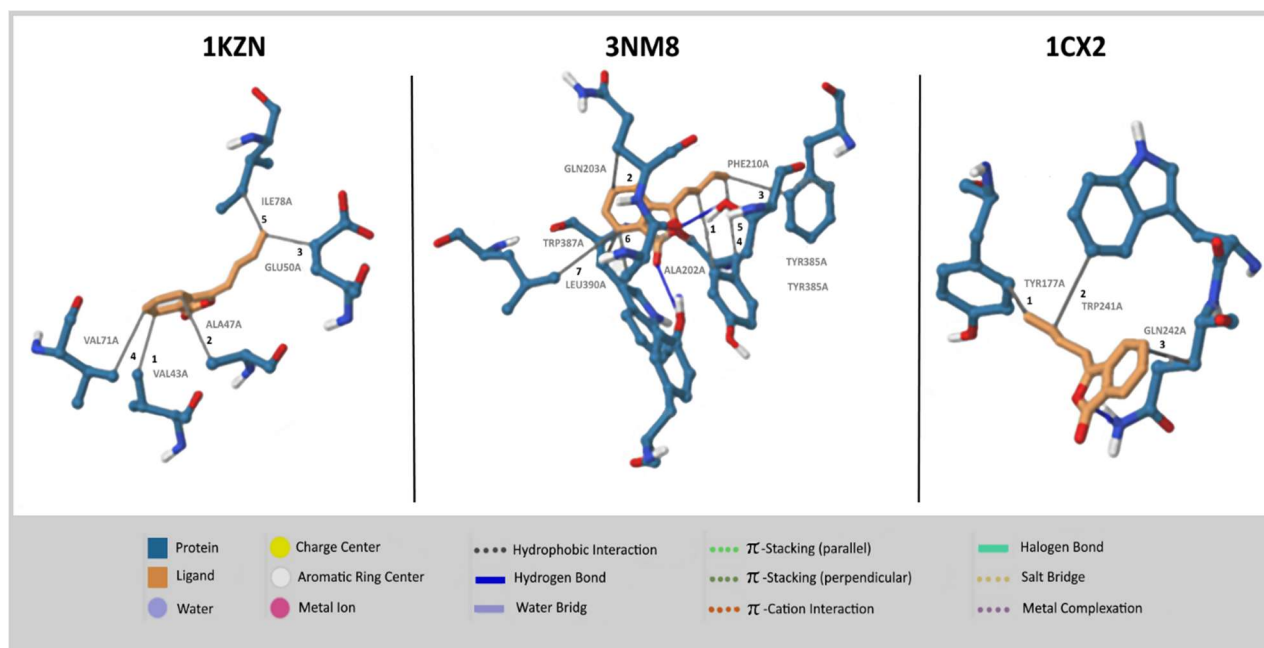 1KZN
3NM8
1CX2
ILE78A
5
3
GLU50A
ALA47A
2
VAL71A
4
1
VAL43A
GLN203A
2
PHE210A
3
1
5
4
TRP387A
6
7
LEU390A
ALA202A
TYR385A
TYR385A
TYR177A
1
2
TRP241A
GLN242A
3
Protein
Ligand
Water
Charge Center
Aromatic Ring Center
Metal Ion
Hydrophobic Interaction
Hydrogen Bond
Water Bridg
π-Stacking (parallel)
π-Stacking (perpendicular)
π-Cation Interaction
Halogen Bond
Salt Bridge
Metal Complexation